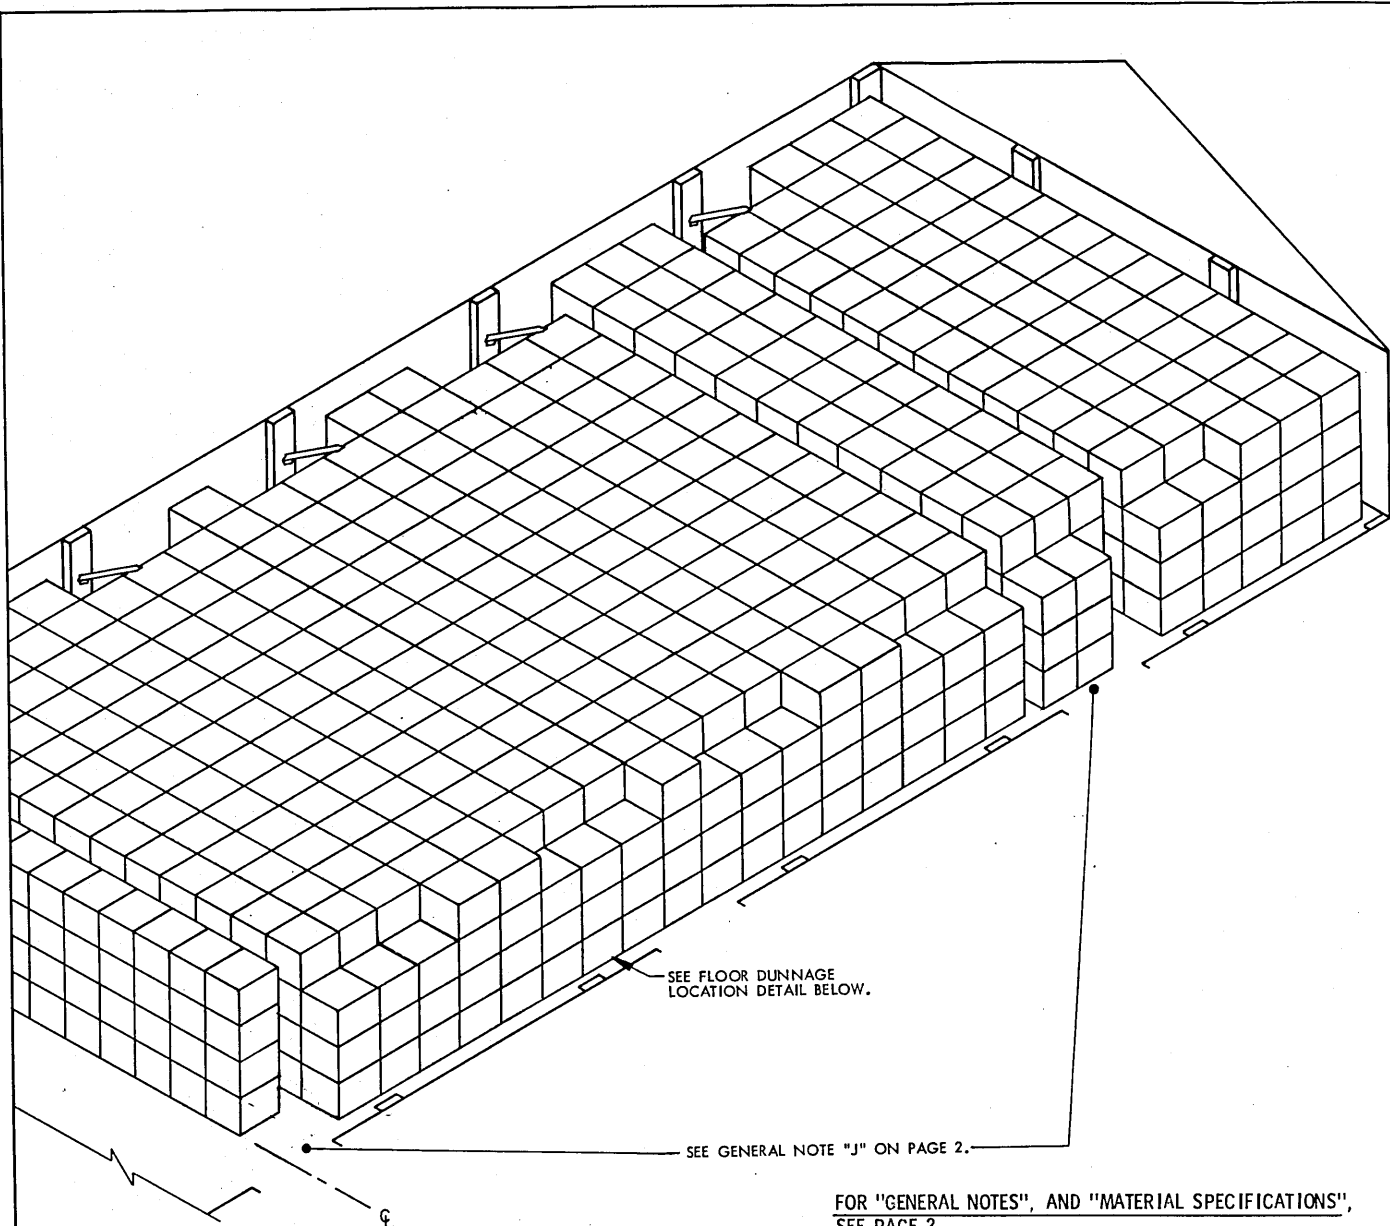 SEE FLOOR DUNNAGE
LOCATION DETAIL BELOW.
SEE GENERAL NOTE "J" ON PAGE 2.
℄
FOR "GENERAL NOTES", AND "MATERIAL SPECIFICATIONS",
SEE PAGE 2